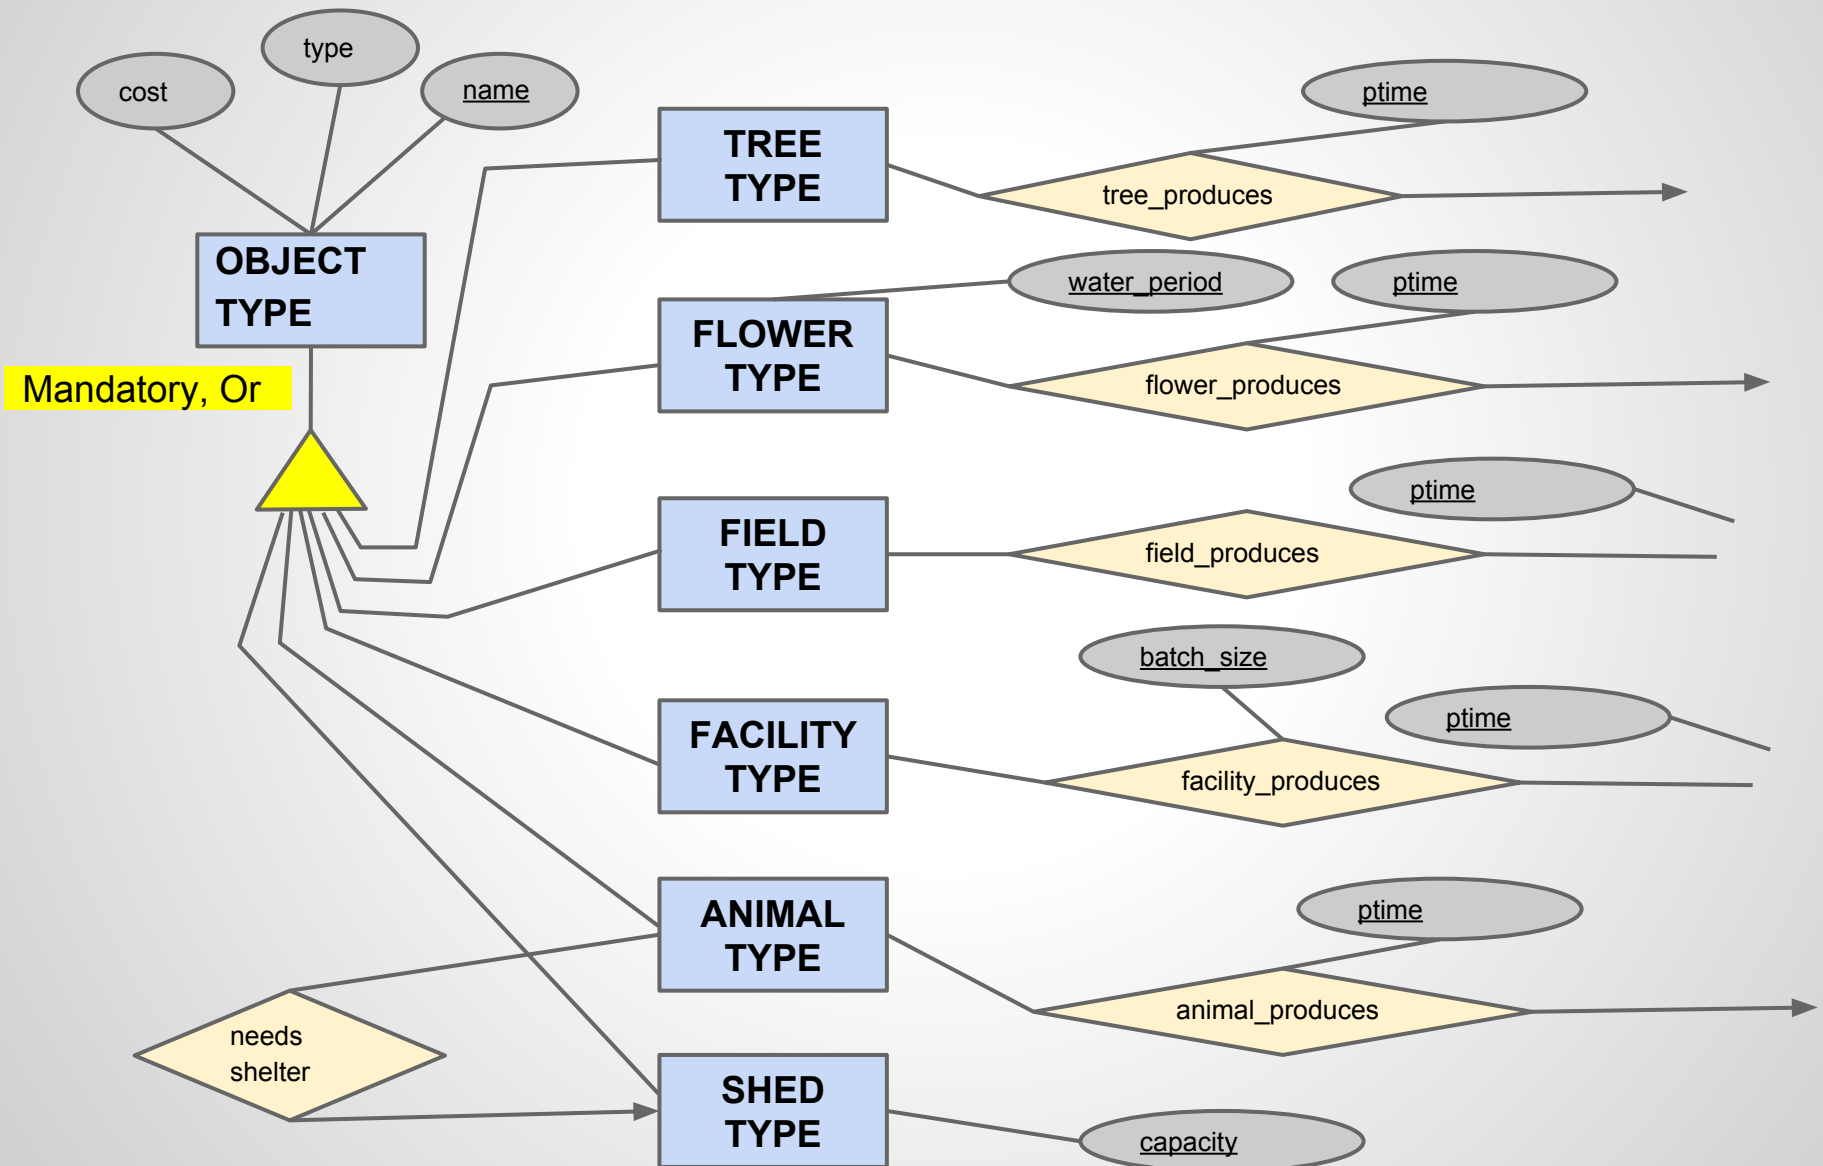 type
cost
name
ptime
TREE
TYPE
tree_produces
OBJECT
TYPE
water_period
ptime
FLOWER
TYPE
flower_produces
Mandatory, Or
ptime
FIELD
TYPE
field_produces
batch_size
ptime
FACILITY
TYPE
facility_produces
ANIMAL
TYPE
ptime
animal_produces
needs
shelter
SHED
TYPE
capacity